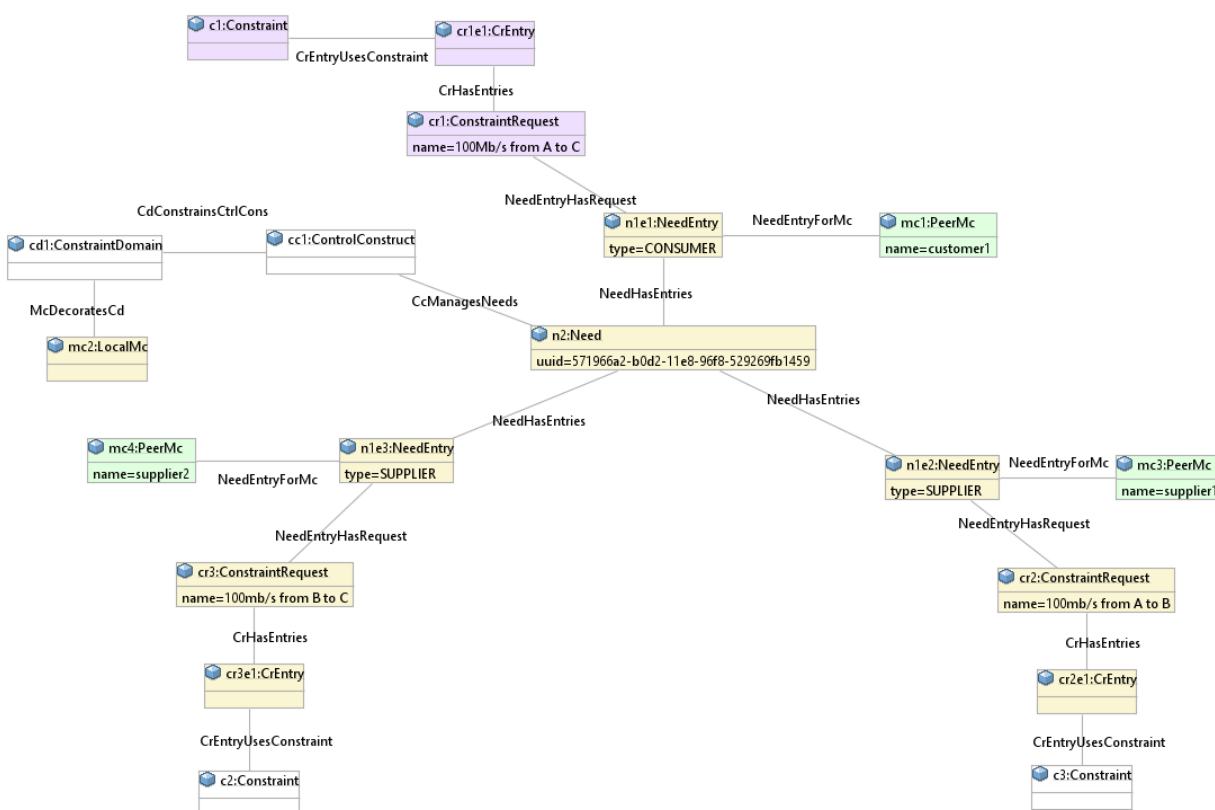 c1:Constraint
cr1e1:CrEntry
CrEntryUsesConstraint
CrHasEntries
cr1:ConstraintRequest
name=100Mb/s from A to C
NeedEntryHasRequest
CdConstrainsCtrlCons
n1e1:NeedEntry
type=CONSUMER
NeedEntryForMc
mc1:PeerMc
name=customer1
cd1:ConstraintDomain
cc1:ControlConstruct
McDecoratesCd
CcManagesNeeds
NeedHasEntries
mc2:LocalMc
n2:Need
uuid=571966a2-b0d2-11e8-96f8-529269fb1459
NeedHasEntries
NeedHasEntries
mc4:PeerMc
name=supplier2
NeedEntryForMc
n1e3:NeedEntry
type=SUPPLIER
n1e2:NeedEntry
type=SUPPLIER
NeedEntryForMc
mc3:PeerMc
name=supplier1
NeedEntryHasRequest
NeedEntryHasRequest
cr3:ConstraintRequest
name=100mb/s from B to C
cr2:ConstraintRequest
name=100mb/s from A to B
CrHasEntries
CrHasEntries
cr3e1:CrEntry
cr2e1:CrEntry
CrEntryUsesConstraint
CrEntryUsesConstraint
c2:Constraint
c3:Constraint